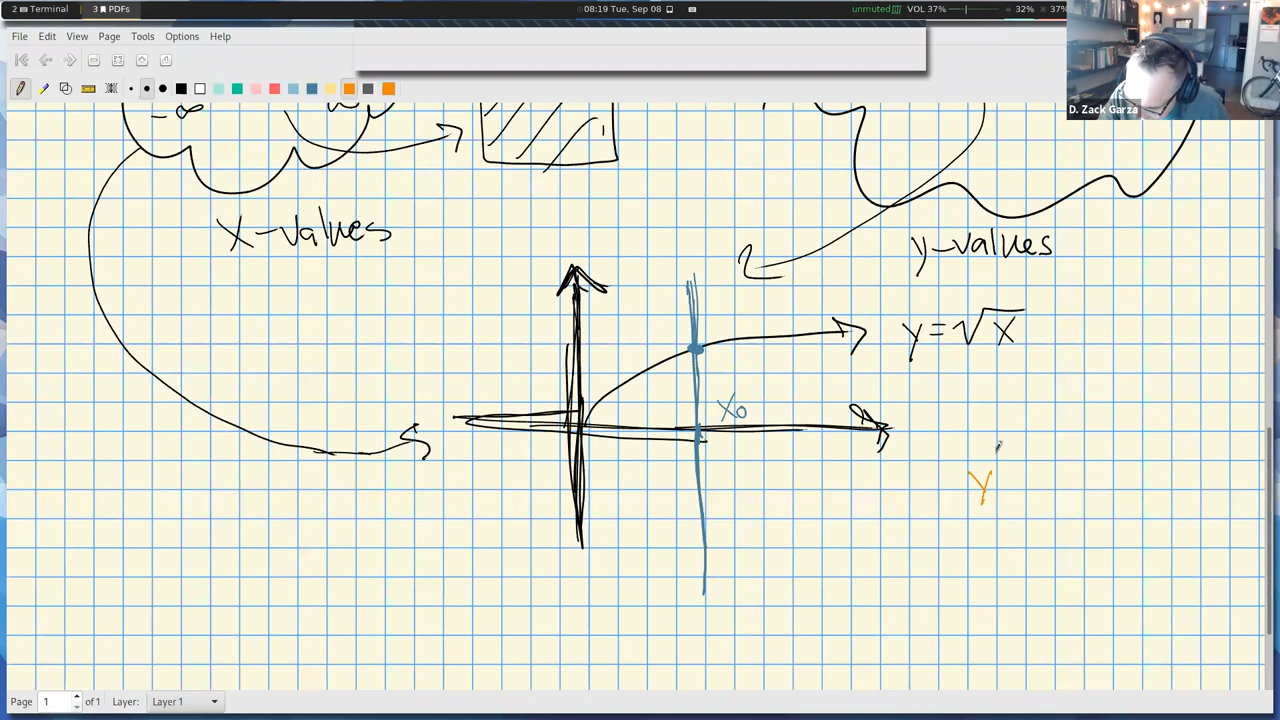 2 Terminal 3 PDFs 08:19 Tue, Sep 08 unmuted VOL 37% 32% 37%
File Edit View Page Tools Options Help
D. Zack Garza
-∞
x-values
y-values
y=√x
x₀
y
Page 1 of 1 Layer: Layer 1